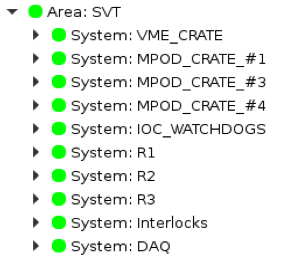 Area: SVT
System: VME_CRATE
System: MPOD_CRATE_#1
System: MPOD_CRATE_#3
System: MPOD_CRATE_#4
System: IOC_WATCHDOGS
System: R1
System: R2
System: R3
System: Interlocks
System: DAQ